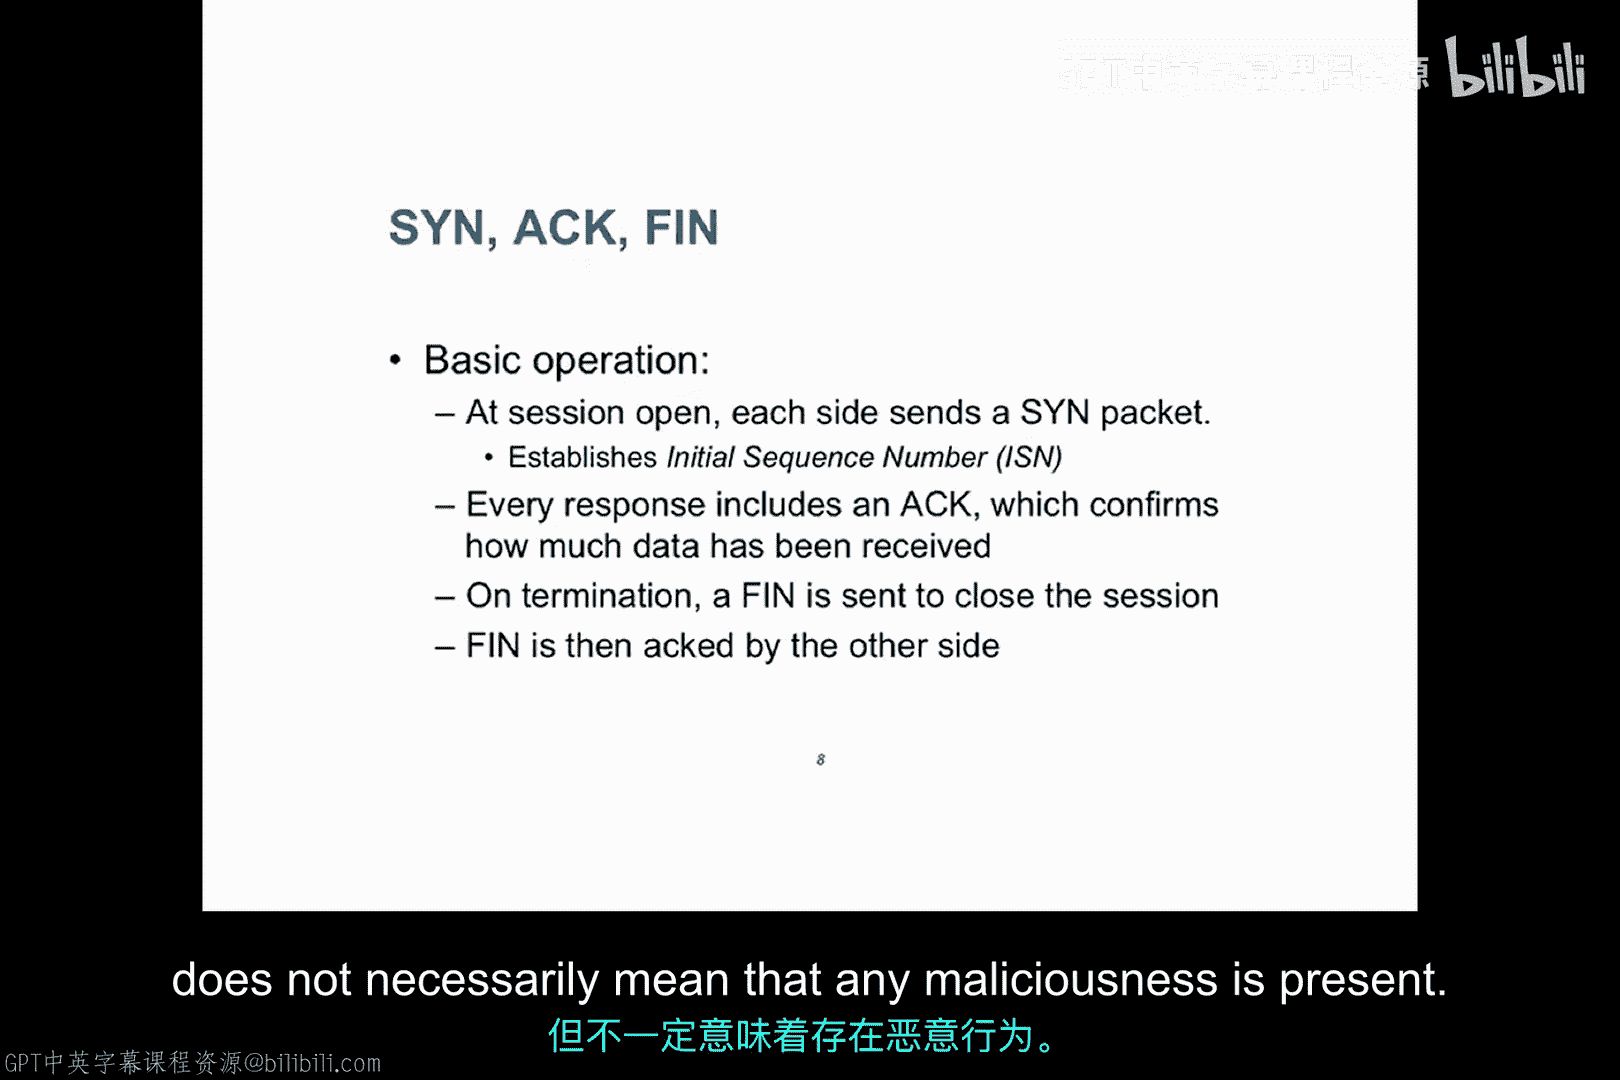 bilibili
SYN, ACK, FIN
• Basic operation:
– At session open, each side sends a SYN packet.
• Establishes Initial Sequence Number (ISN)
– Every response includes an ACK, which confirms
how much data has been received
– On termination, a FIN is sent to close the session
– FIN is then acked by the other side
8
does not necessarily mean that any maliciousness is present.
但不一定意味着存在恶意行为。
GPT中英字幕课程资源@bilibili.com